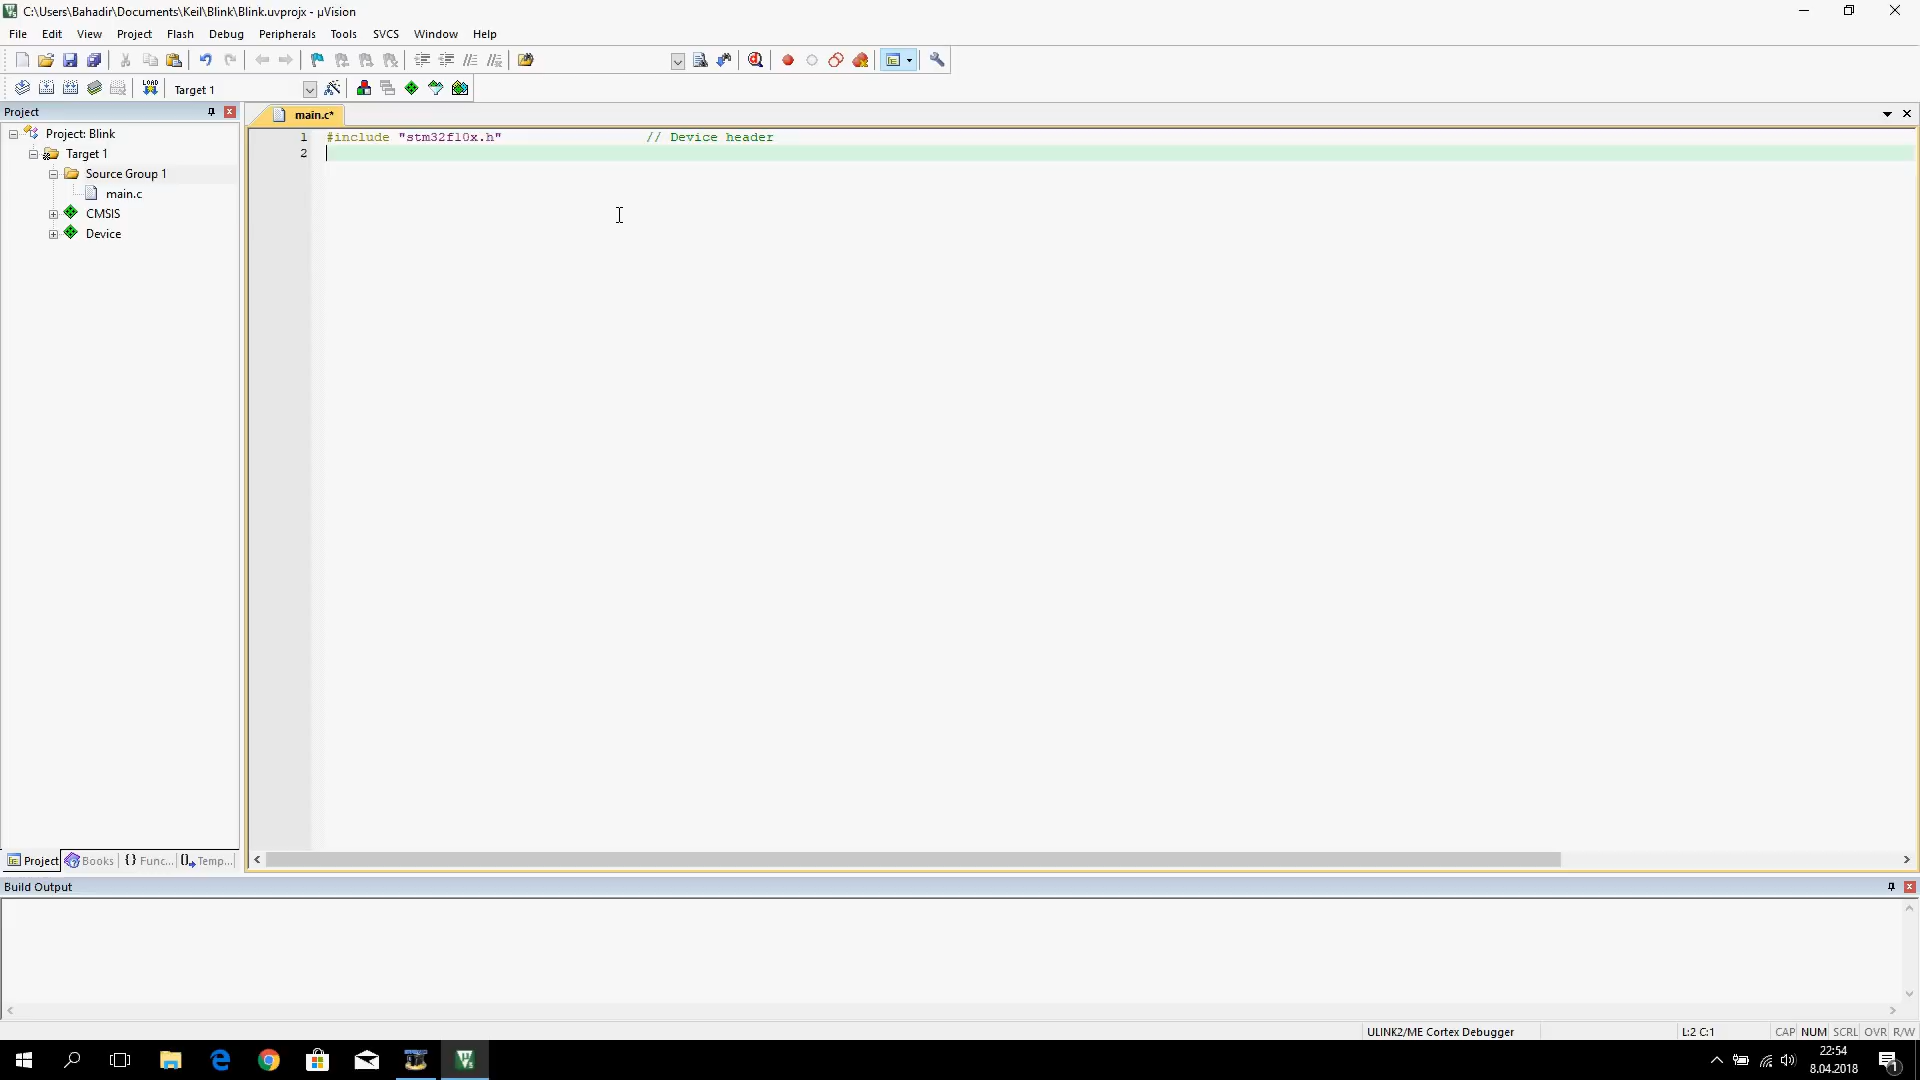 C:\Users\Bahadir\Documents\Keil\Blink\Blink.uvprojx - µVision
File Edit View Project Flash Debug Peripherals Tools SVCS Window Help
LOAD Target 1
Project
main.c*
Project: Blink
Target 1
Source Group 1
main.c
CMSIS
Device
1 #include "stm32f10x.h" // Device header
2
Project Books {} Func... Temp...
Build Output
ULINK2/ME Cortex Debugger L:2 C:1 CAP NUM SCRL OVR R/W
22:54
8.04.2018
1